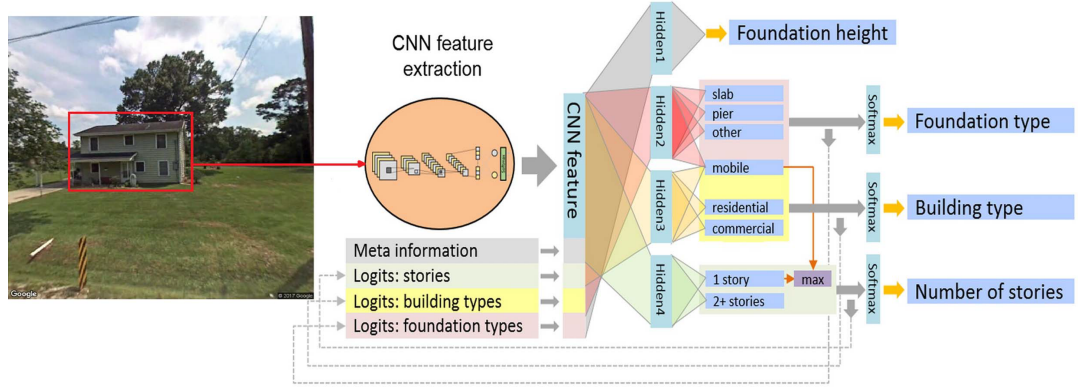 CNN feature
extraction
CNN feature
Hidden1
Foundation height
Hidden2
slab
pier
other
mobile
Softmax
Foundation type
Hidden3
residential
commercial
Softmax
Building type
Meta information
Logits: stories
Logits: building types
Logits: foundation types
Hidden4
1 story
2+ stories
max
Softmax
Number of stories
Google
© 2017 Google